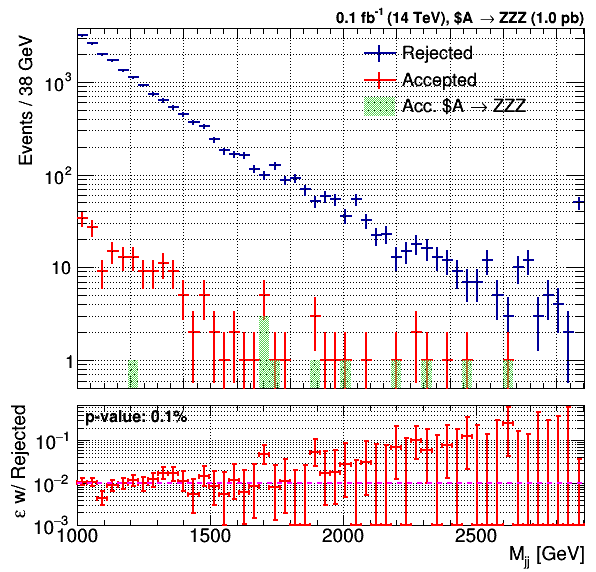 0.1 fb⁻¹ (14 TeV), $A → ZZZ (1.0 pb)
Events / 38 GeV
10³
10²
10
1
Rejected
Accepted
Acc. $A → ZZZ
p-value: 0.1%
ε w/ Rejected
10⁻¹
10⁻²
10⁻³
1000 1500 2000 2500
M_jj [GeV]